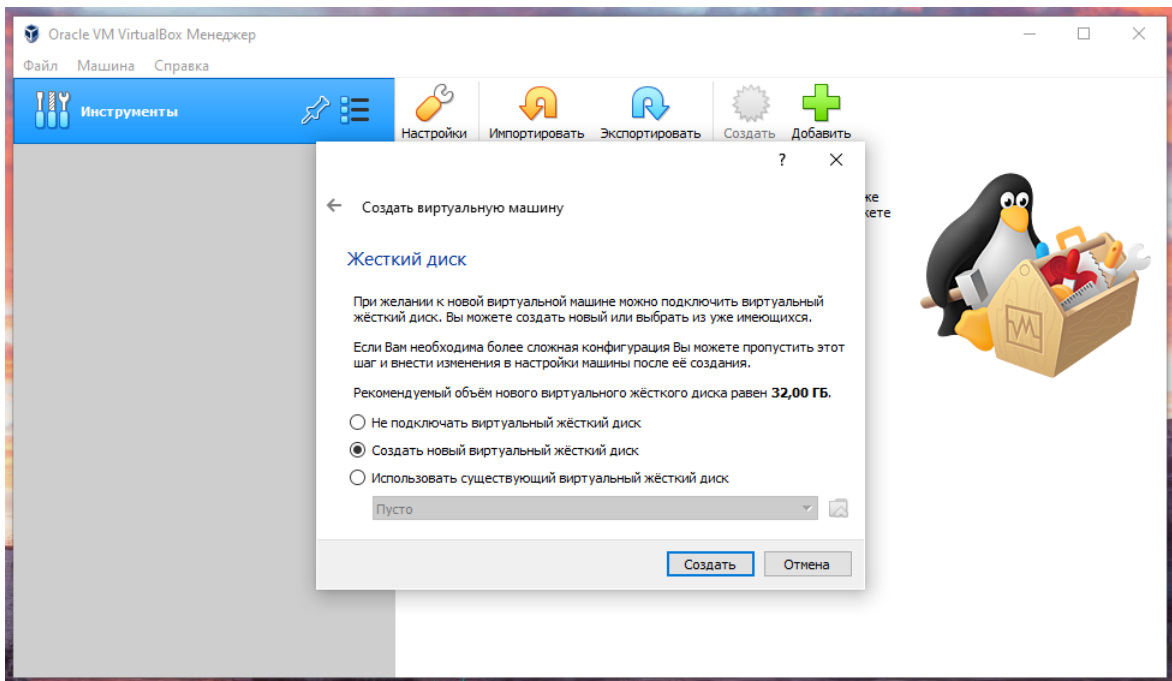 Oracle VM VirtualBox Менеджер
Файл Машина Справка
Инструменты
Настройки Импортировать Экспортировать Создать Добавить
?
же
жете
Создать виртуальную машину
Жесткий диск
При желании к новой виртуальной машине можно подключить виртуальный
жёсткий диск. Вы можете создать новый или выбрать из уже имеющихся.
Если Вам необходима более сложная конфигурация Вы можете пропустить этот
шаг и внести изменения в настройки машины после её создания.
Рекомендуемый объём нового виртуального жёсткого диска равен 32,00 ГБ.
Не подключать виртуальный жёсткий диск
Создать новый виртуальный жёсткий диск
Использовать существующий виртуальный жёсткий диск
Пусто
Создать Отмена